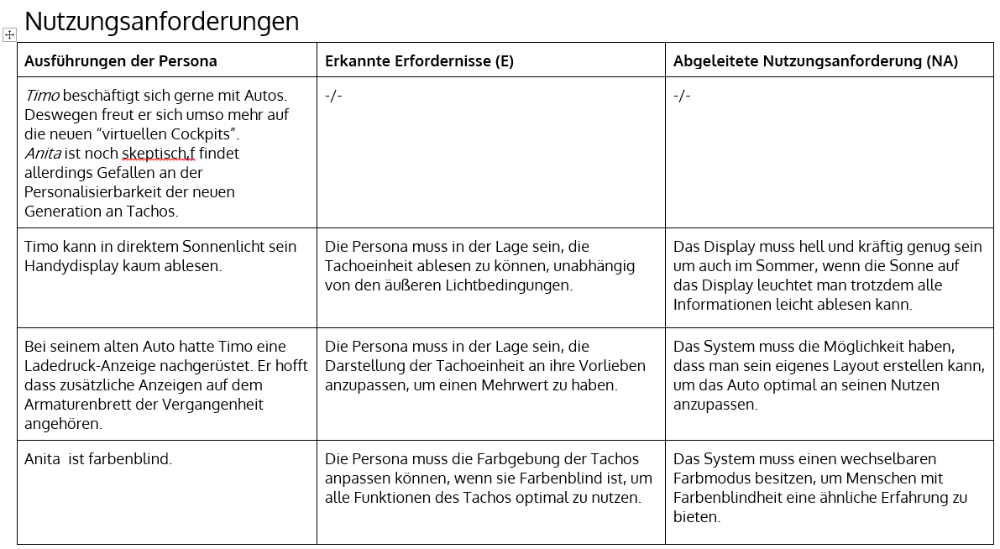 Nutzungsanforderungen
Ausführungen der Persona
Erkannte Erfordernisse (E)
Abgeleitete Nutzungsanforderung (NA)
Timo beschäftigt sich gerne mit Autos.
Deswegen freut er sich umso mehr auf
die neuen “virtuellen Cockpits”.
Anita ist noch skeptisch,f findet
allerdings Gefallen an der
Personalisierbarkeit der neuen
Generation an Tachos.
-/-
-/-
Timo kann in direktem Sonnenlicht sein
Handydisplay kaum ablesen.
Die Persona muss in der Lage sein, die
Tachoeinheit ablesen zu können, unabhängig
von den äußeren Lichtbedingungen.
Das Display muss hell und kräftig genug sein
um auch im Sommer, wenn die Sonne auf
das Display leuchtet man trotzdem alle
Informationen leicht ablesen kann.
Bei seinem alten Auto hatte Timo eine
Ladedruck-Anzeige nachgerüstet. Er hofft
dass zusätzliche Anzeigen auf dem
Armaturenbrett der Vergangenheit
angehören.
Die Persona muss in der Lage sein, die
Darstellung der Tachoeinheit an ihre Vorlieben
anzupassen, um einen Mehrwert zu haben.
Das System muss die Möglichkeit haben,
dass man sein eigenes Layout erstellen kann,
um das Auto optimal an seinen Nutzen
anzupassen.
Anita  ist farbenblind.
Die Persona muss die Farbgebung der Tachos
anpassen können, wenn sie Farbenblind ist, um
alle Funktionen des Tachos optimal zu nutzen.
Das System muss einen wechselbaren
Farbmodus besitzen, um Menschen mit
Farbenblindheit eine ähnliche Erfahrung zu
bieten.